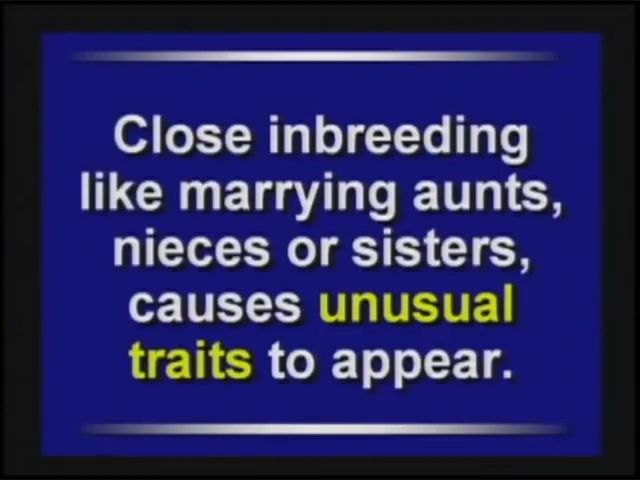 Close inbreeding
like marrying aunts,
nieces or sisters,
causes unusual
traits to appear.